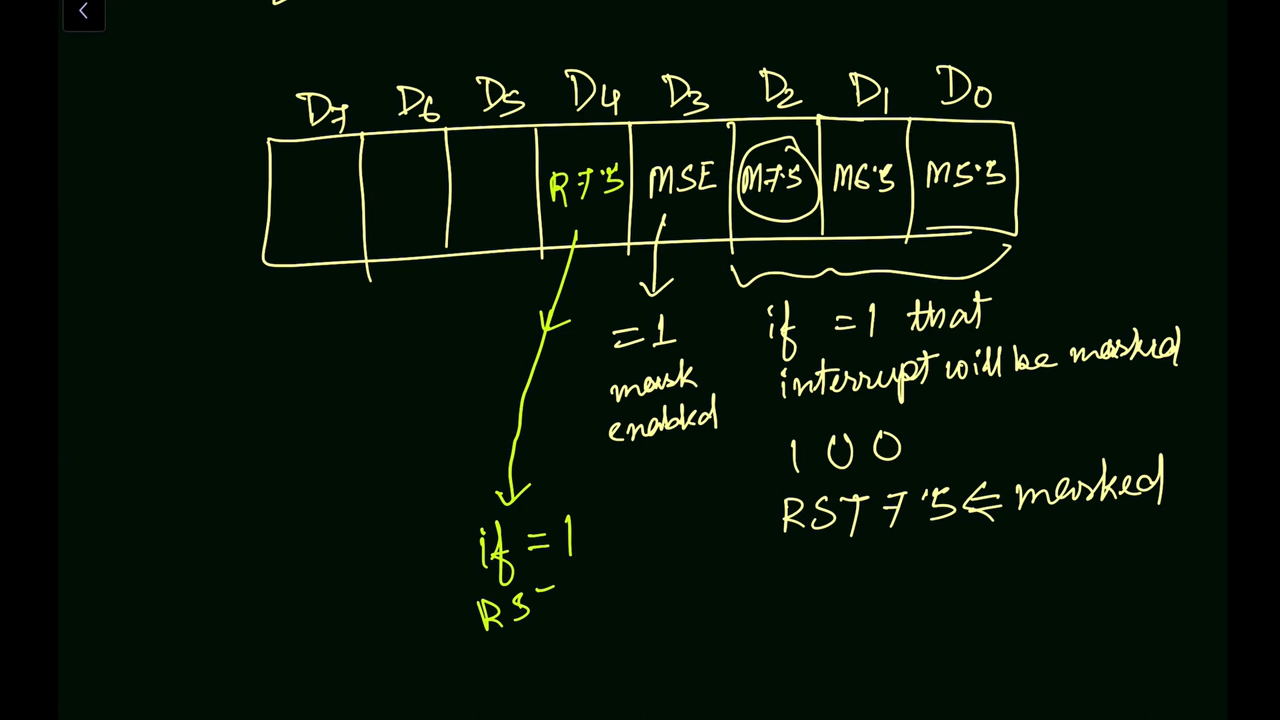 D7 D6 D5 D4 D3 D2 D1 D0
R7.5 MSE M7.5 M6.5 M5.5
=1
mask
enabled
if =1 that
interrupt will be masked
1 0 0
RST 7.5 ⇐ masked
if =1
RS